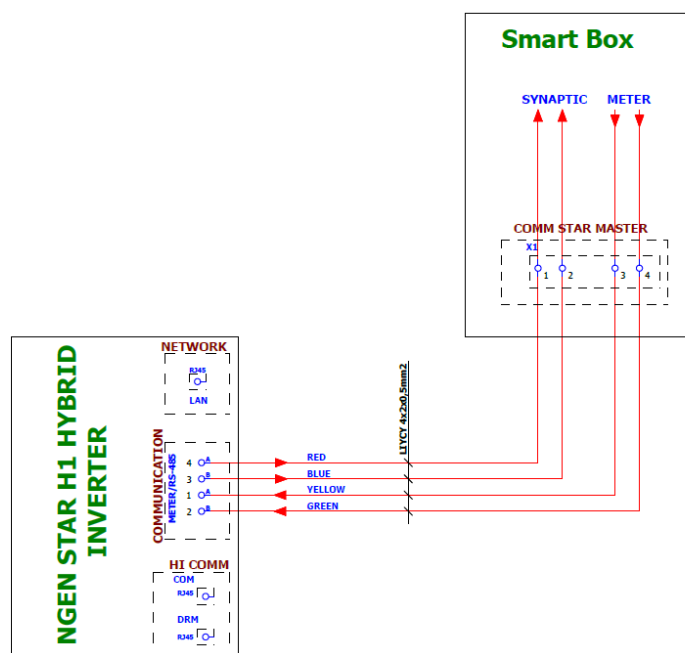 Smart Box
SYNAPTIC METER
COMM STAR MASTER
X1
1 2 3 4
NGEN STAR H1 HYBRID
INVERTER
NETWORK
RJ45
LAN
COMMUNICATION
METER/RS-485
4 A
3 B
1 A
2 B
RED
BLUE
YELLOW
GREEN
LIYCY 4x2x0,5mm2
HI COMM
COM
RJ45
DRM
RJ45